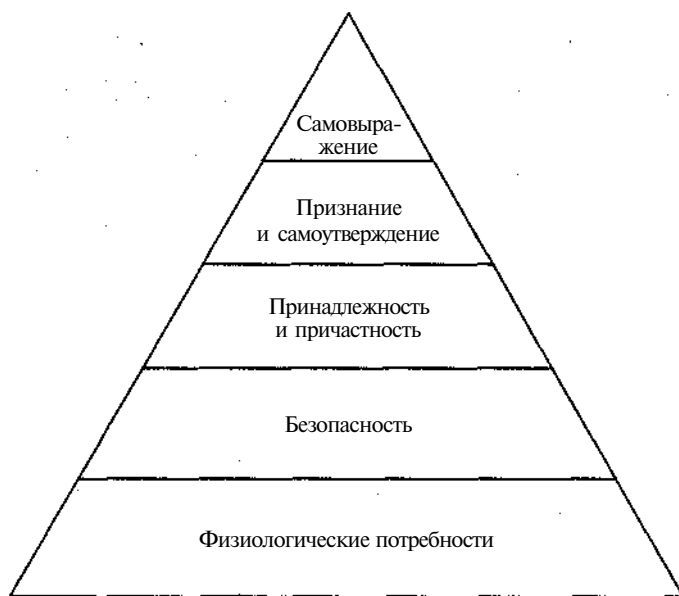 Самовыра-
жение
Признание
и самоутверждение
Принадлежность
и причастность
Безопасность
Физиологические потребности